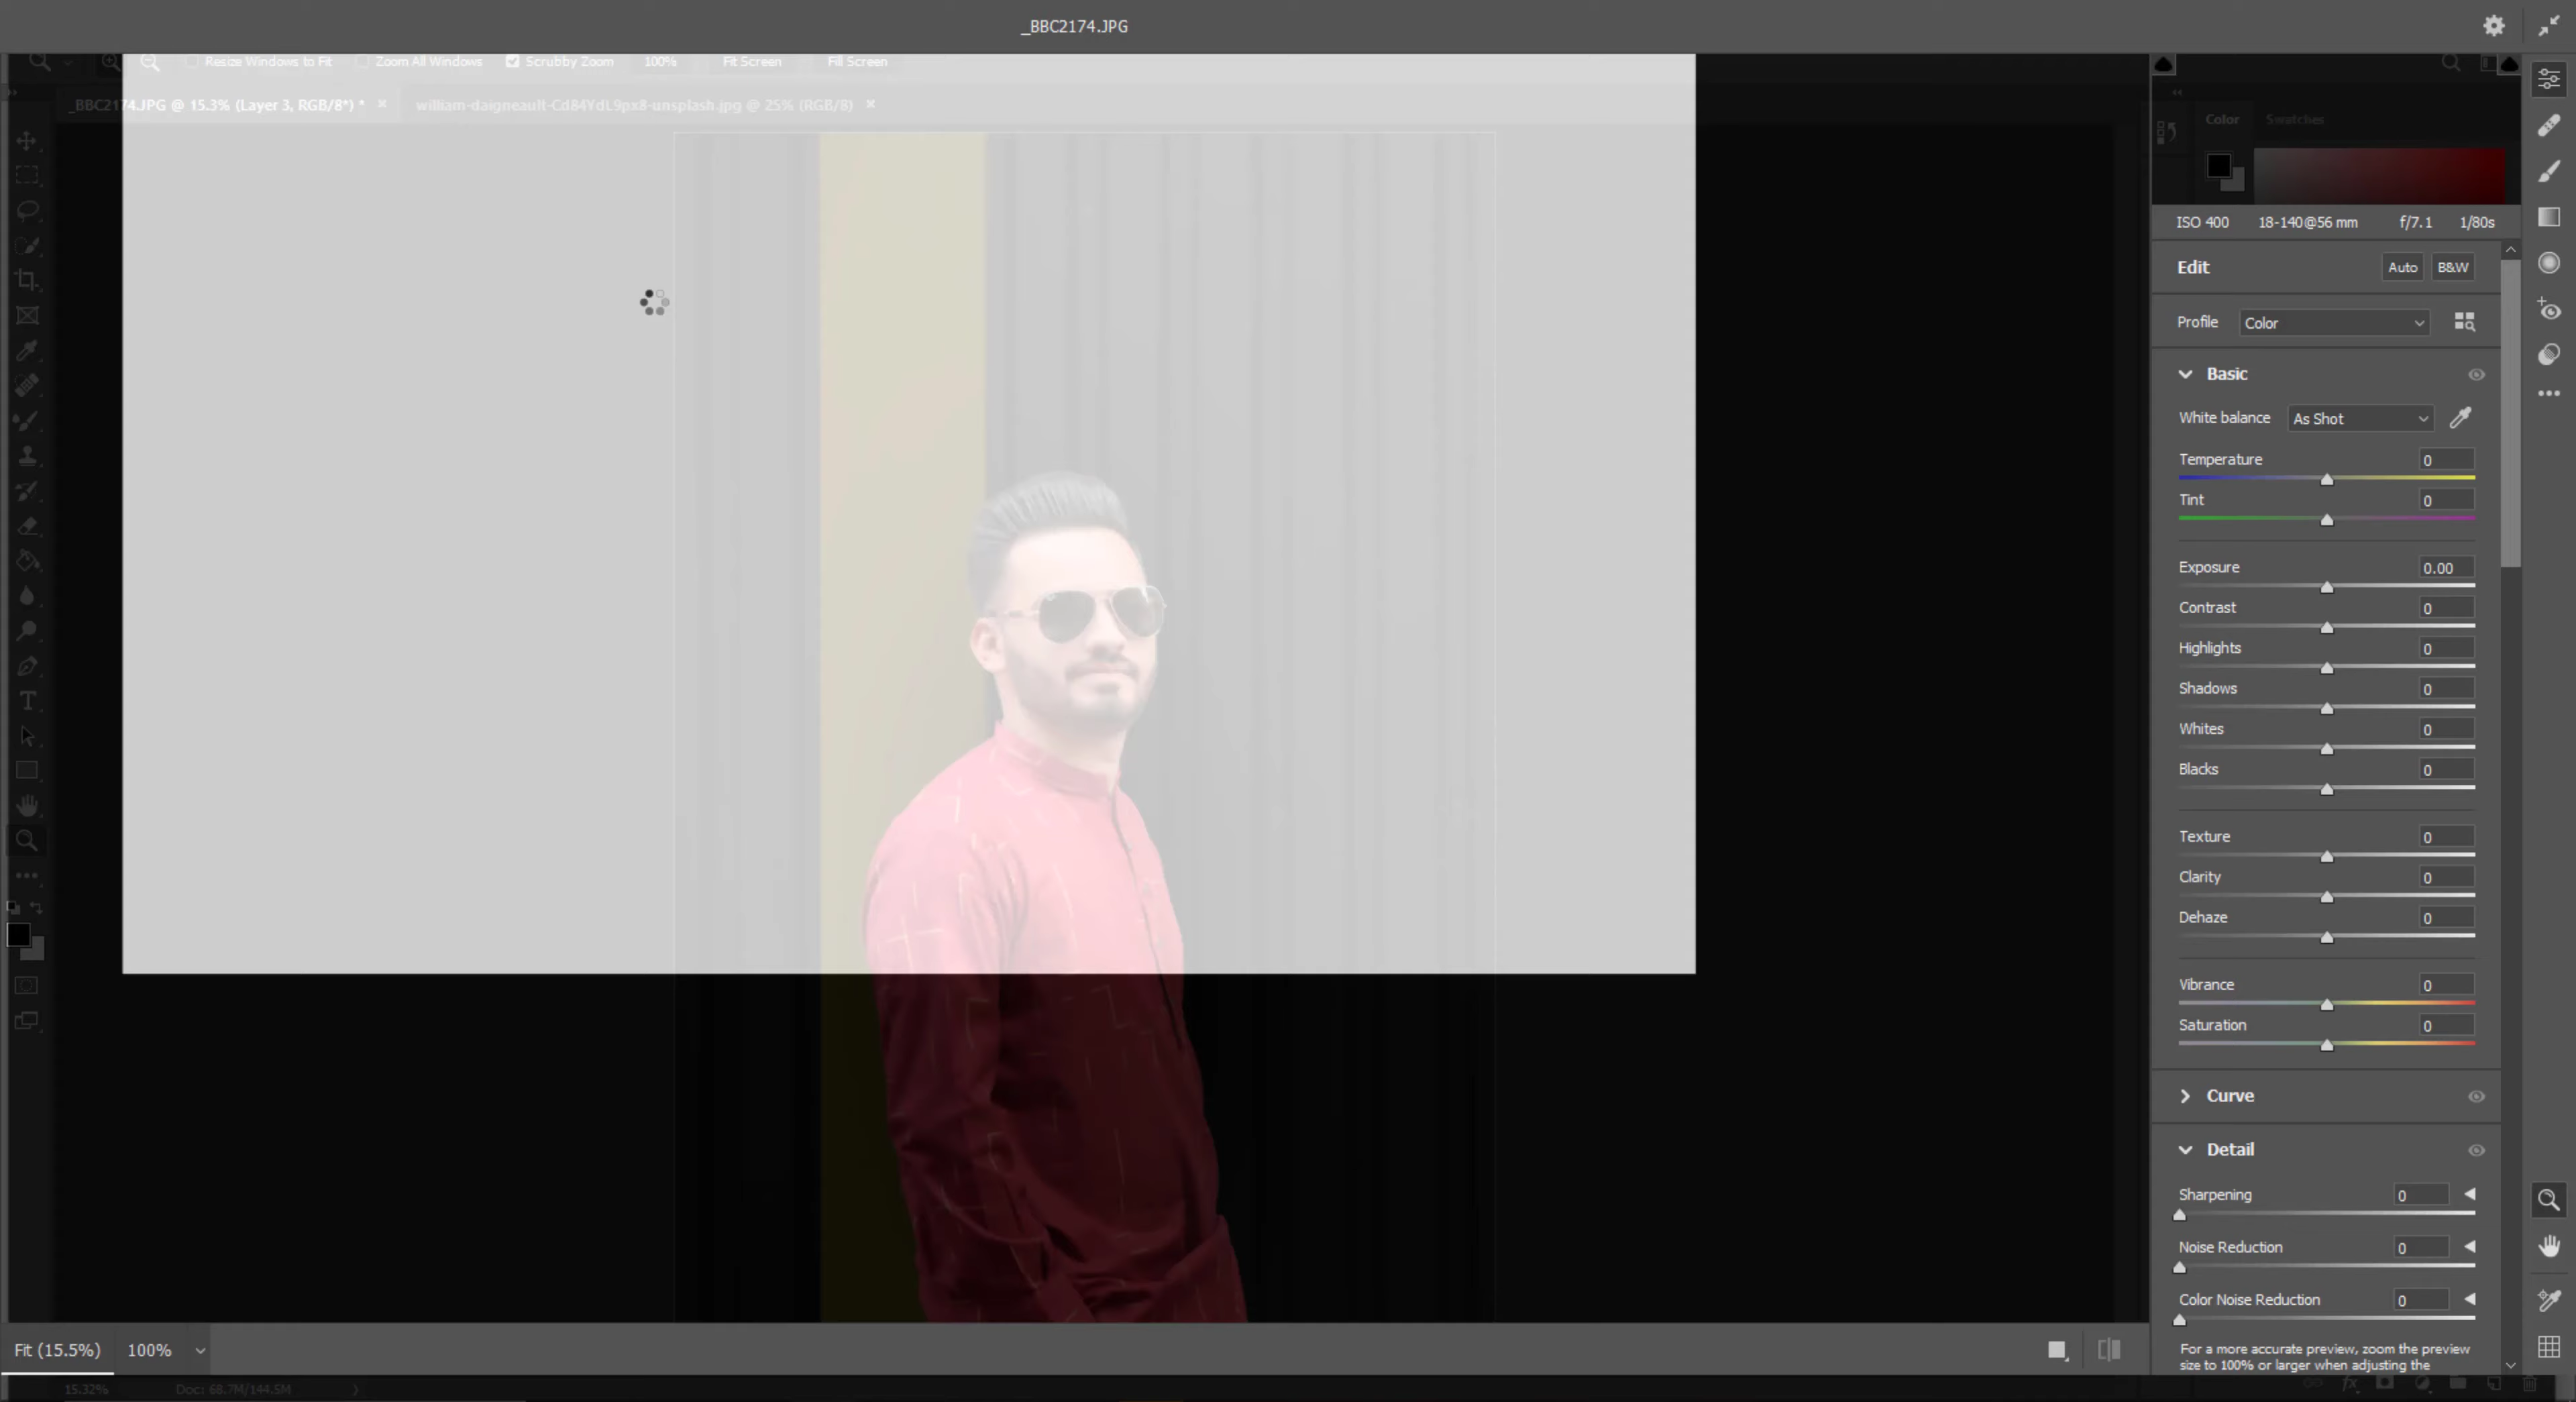 _BBC2174.JPG
Resize Windows to Fit Zoom All Windows Scrubby Zoom 100% Fit Screen Fill Screen
_BBC2174.JPG @ 15.3% (Layer 3, RGB/8*) * × william-daigneault-Cd84YdL9px8-unsplash.jpg @ 25% (RGB/8) ×
Color Swatches
ISO 400 18-140@56 mm f/7.1 1/80s
Edit Auto B&W
Profile Color
Basic
White balance As Shot
Temperature 0
Tint 0
Exposure 0.00
Contrast 0
Highlights 0
Shadows 0
Whites 0
Blacks 0
Texture 0
Clarity 0
Dehaze 0
Vibrance 0
Saturation 0
Curve
Detail
Sharpening 0
Noise Reduction 0
Color Noise Reduction 0
For a more accurate preview, zoom the preview
size to 100% or larger when adjusting the
Fit (15.5%) 100%
15.32% Doc: 68.7M/144.5M